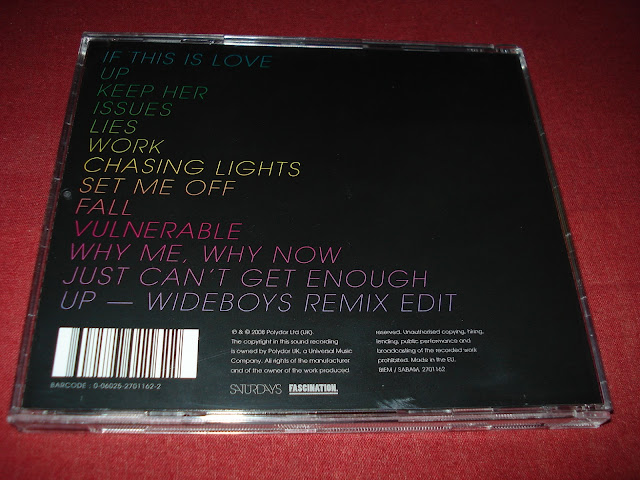 IF THIS IS LOVE
UP
KEEP HER
ISSUES
LIES
WORK
CHASING LIGHTS
SET ME OFF
FALL
VULNERABLE
WHY ME, WHY NOW
JUST CAN'T GET ENOUGH
UP — WIDEBOYS REMIX EDIT
BARCODE : 0-06025-2701162-2
℗ & © 2008 Polydor Ltd (UK).
The copyright in this sound recording
is owned by Polydor UK, a Universal Music
Company. All rights of the manufacturer
and of the owner of the work produced
reserved. Unauthorised copying, hiring,
lending, public performance and
broadcasting of the recorded work
prohibited. Made in the EU.
BIEM / SABAM 2701162
SATURDAYS
FASCINATION.